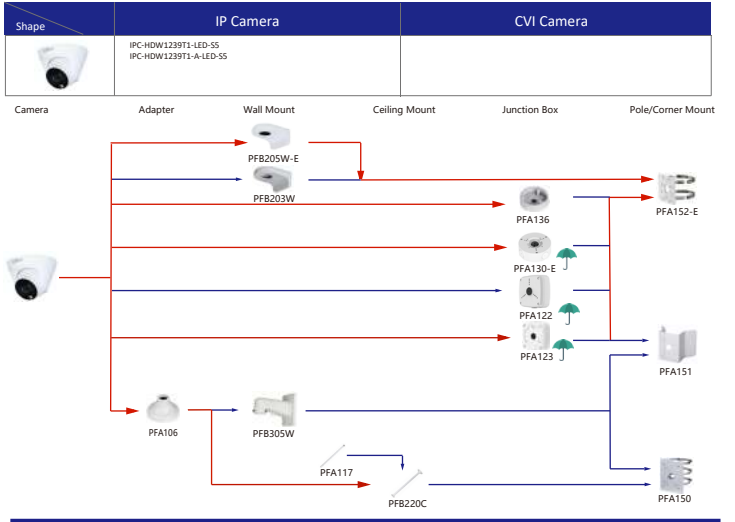 Shape
IP Camera
CVI Camera
IPC-HDW1239T1-LED-S5
IPC-HDW1239T1-A-LED-S5
Camera
Adapter
Wall Mount
Ceiling Mount
Junction Box
Pole/Corner Mount
PFB205W-E
PFB203W
PFA136
PFA152-E
PFA130-E
PFA122
PFA123
PFA151
PFA106
PFB305W
PFA117
PFB220C
PFA150